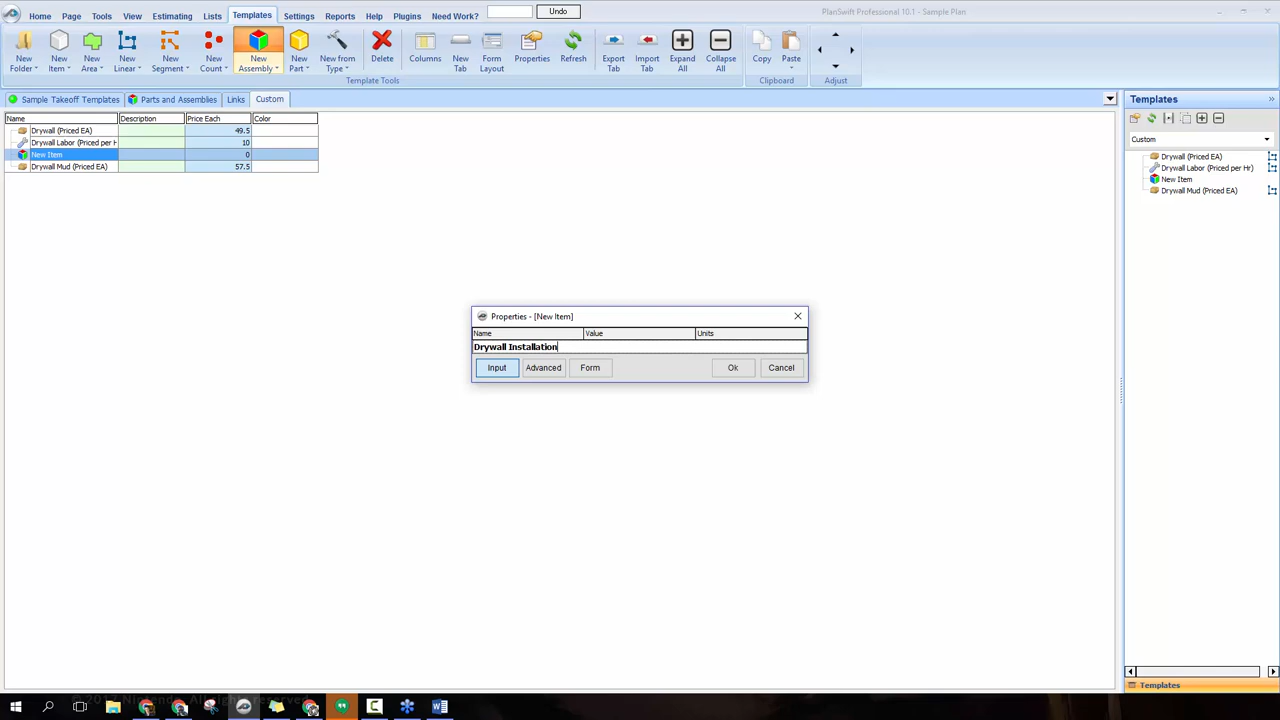 Home Page Tools View Estimating Lists Templates Settings Reports Help Plugins Need Work? Undo
PlanSwift Professional 10.1 - Sample Plan
New Folder New Item New Area New Linear New Segment New Count New Assembly New Part New from Type Delete Columns New Tab Form Layout Properties Refresh Export Tab Import Tab Expand All Collapse All Copy Paste
Template Tools Clipboard Adjust
Sample Takeoff Templates Parts and Assemblies Links Custom
Name Description Price Each Color
Drywall (Priced EA) 49.5
Drywall Labor (Priced per H 10
New Item 0
Drywall Mud (Priced EA) 57.5
Templates
Custom
Drywall (Priced EA)
Drywall Labor (Priced per Hr)
New Item
Drywall Mud (Priced EA)
Properties - [New Item]
Name Value Units
Drywall Installation
Input Advanced Form Ok Cancel
Templates
© 2017 Nintendo. All rights reserved.